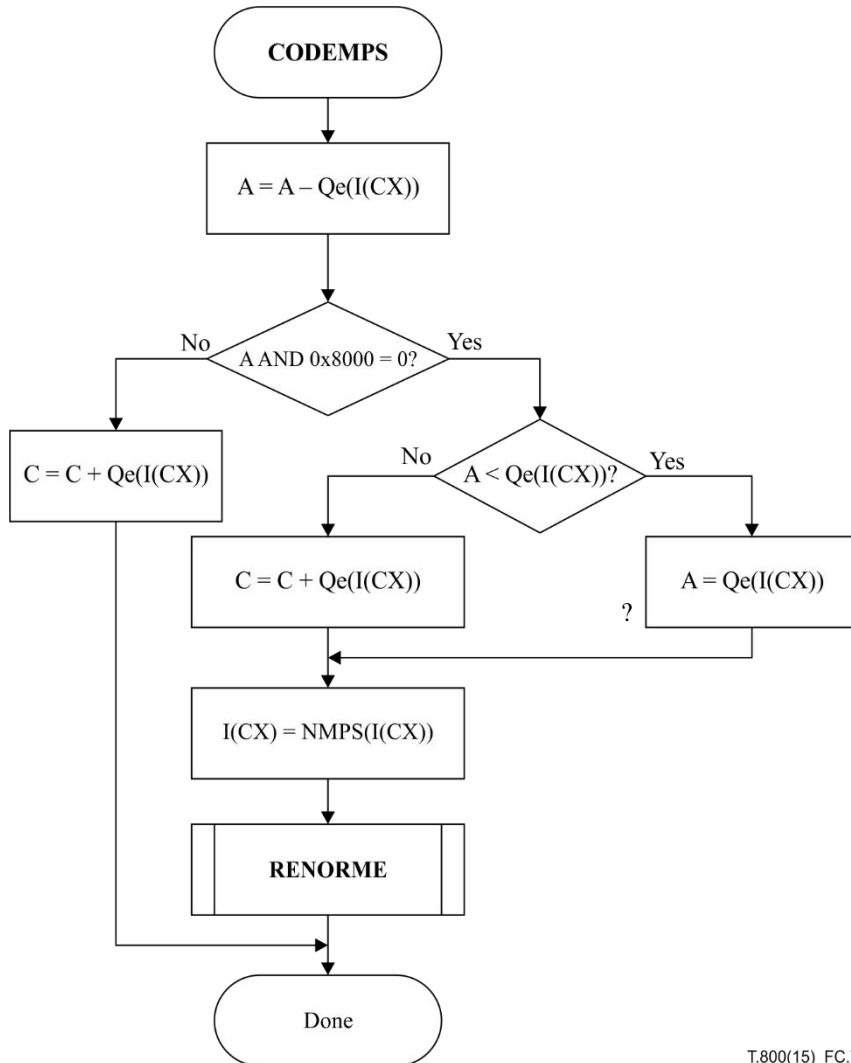 CODEMPS
A = A – Qe(I(CX))
A AND 0x8000 = 0?
No
Yes
C = C + Qe(I(CX))
A < Qe(I(CX))?
No
Yes
C = C + Qe(I(CX))
A = Qe(I(CX))
?
I(CX) = NMPS(I(CX))
RENORME
Done
T.800(15)_FC.